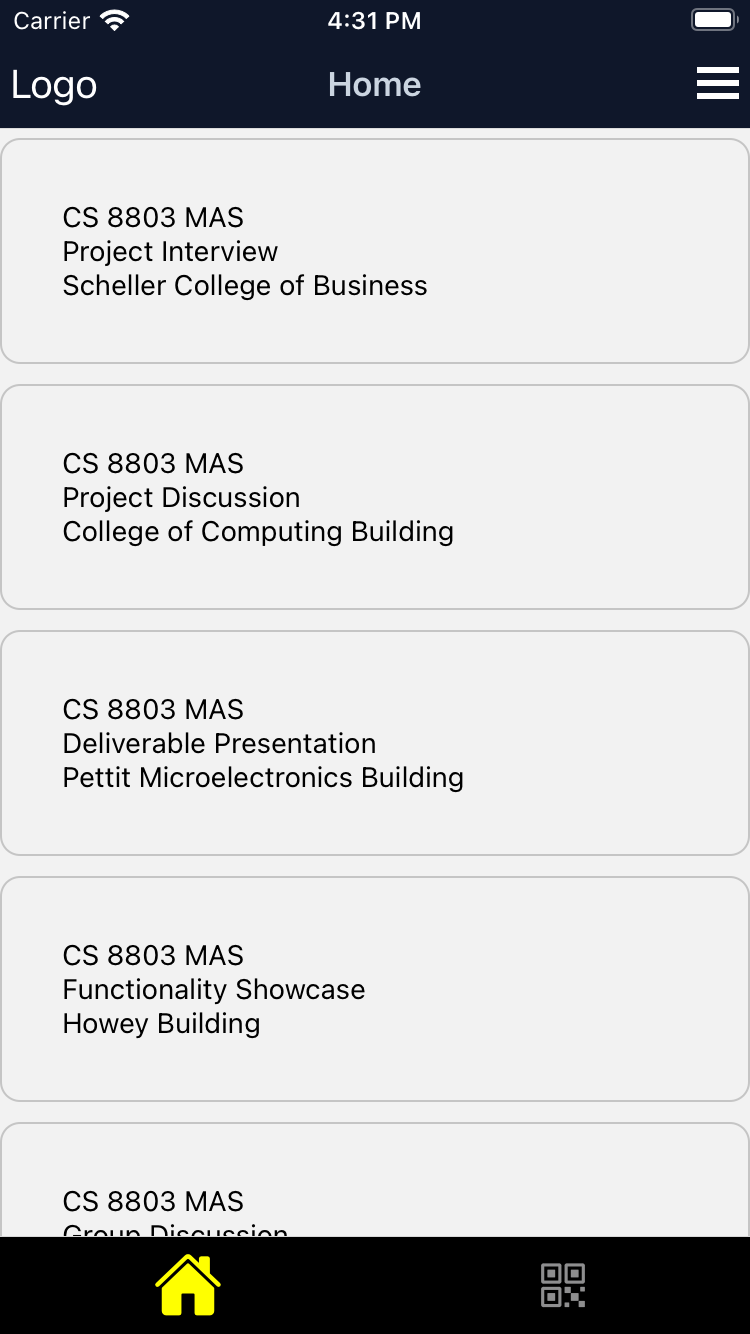 Carrier 4:31 PM
Logo Home
CS 8803 MAS
Project Interview
Scheller College of Business
CS 8803 MAS
Project Discussion
College of Computing Building
CS 8803 MAS
Deliverable Presentation
Pettit Microelectronics Building
CS 8803 MAS
Functionality Showcase
Howey Building
CS 8803 MAS
Group Discussion